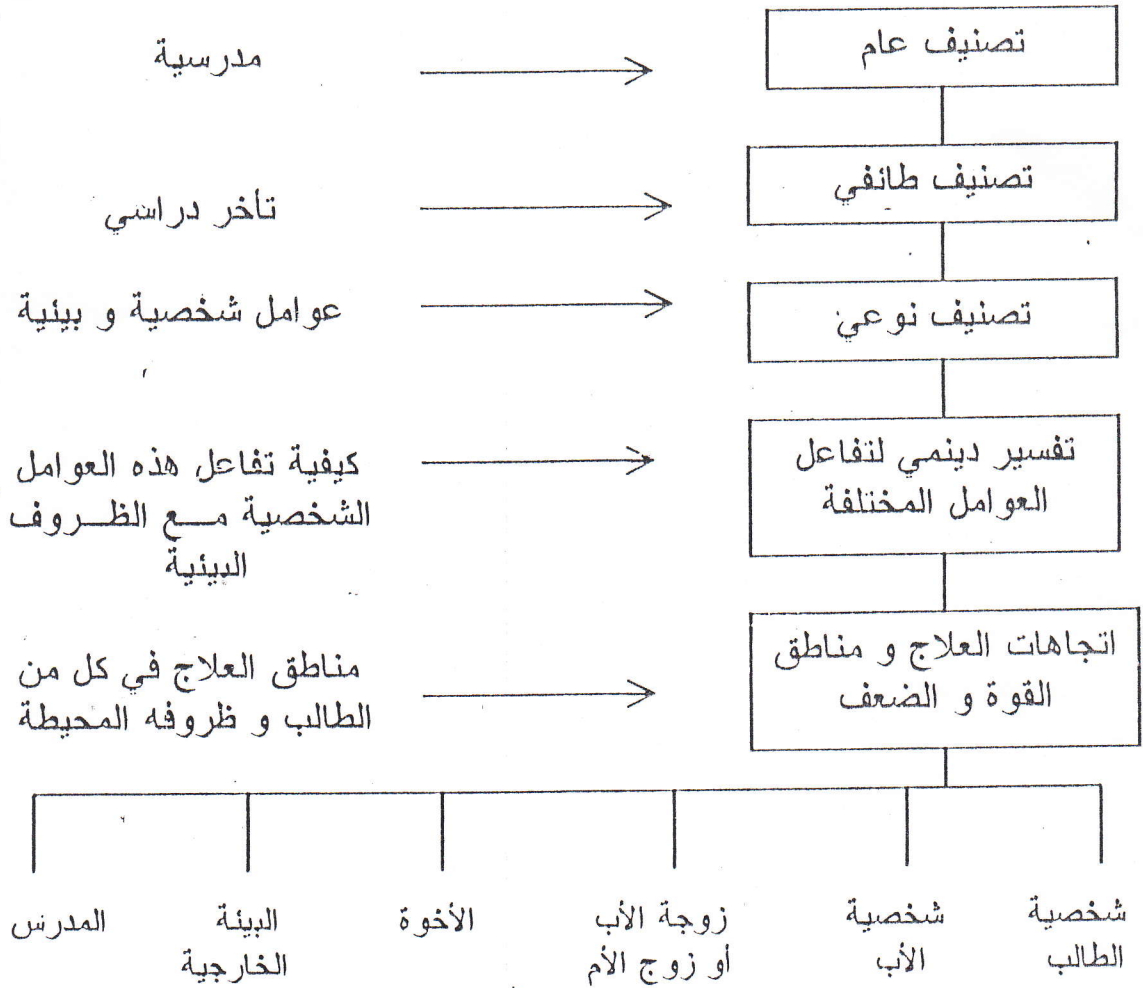 تصنيف عام
مدرسية
تصنيف طائفي
تأخر دراسي
تصنيف نوعي
عوامل شخصية و بيئية
تفسير دينمي لتفاعل
العوامل المختلفة
كيفية تفاعل هذه العوامل
الشخصية مع الظروف
البيئية
اتجاهات العلاج و مناطق
القوة و الضعف
مناطق العلاج في كل من
الطالب و ظروفه المحيطة
شخصية
الطالب
شخصية
الأب
زوجة الأب
أو زوج الأم
الأخوة
البيئة
الخارجية
المدرس